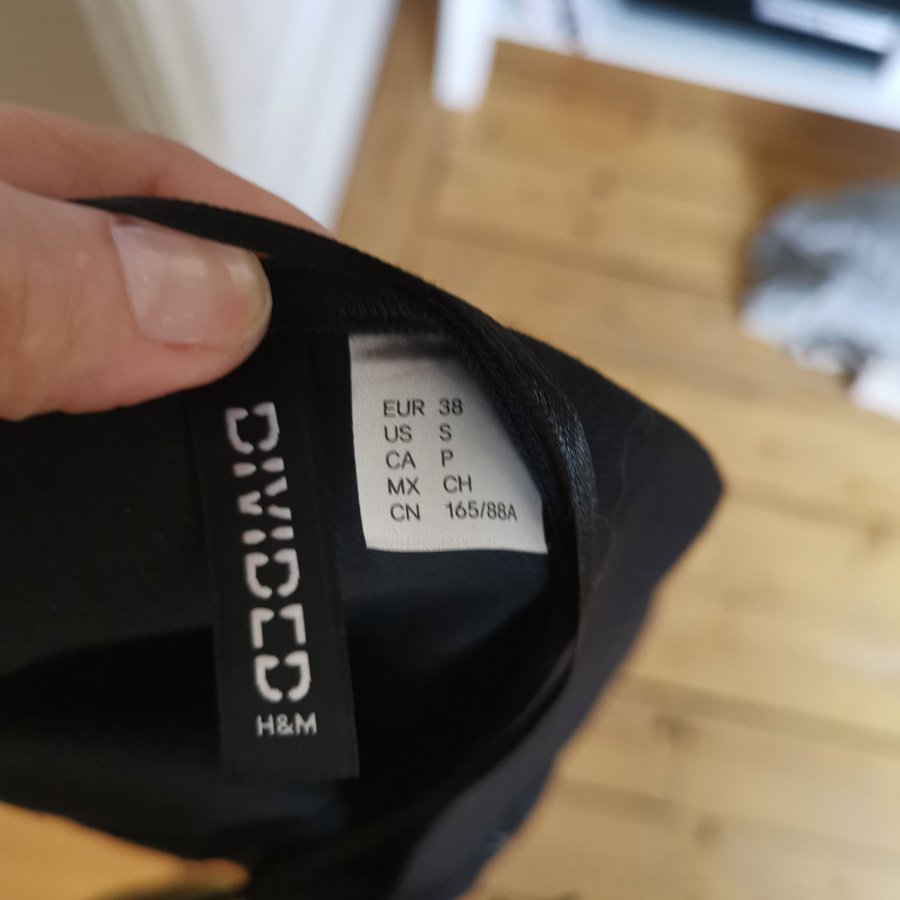 DIVIDED
H&M
EUR 38
US S
CA P
MX CH
CN 165/88A